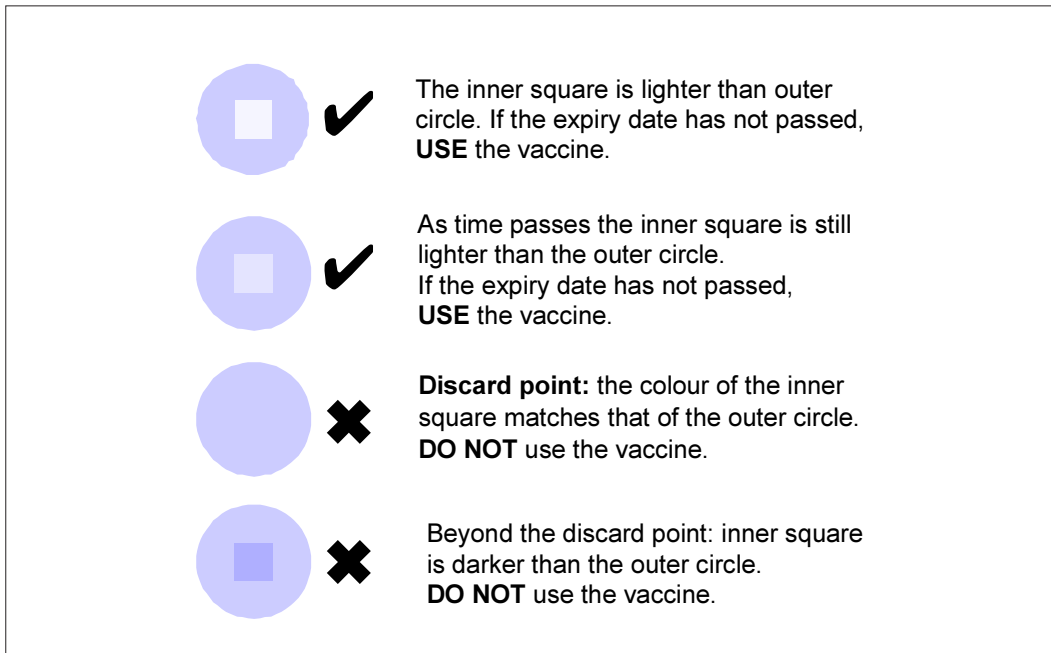 The inner square is lighter than outer
circle. If the expiry date has not passed,
USE the vaccine.
As time passes the inner square is still
lighter than the outer circle.
If the expiry date has not passed,
USE the vaccine.
Discard point: the colour of the inner
square matches that of the outer circle.
DO NOT use the vaccine.
Beyond the discard point: inner square
is darker than the outer circle.
DO NOT use the vaccine.